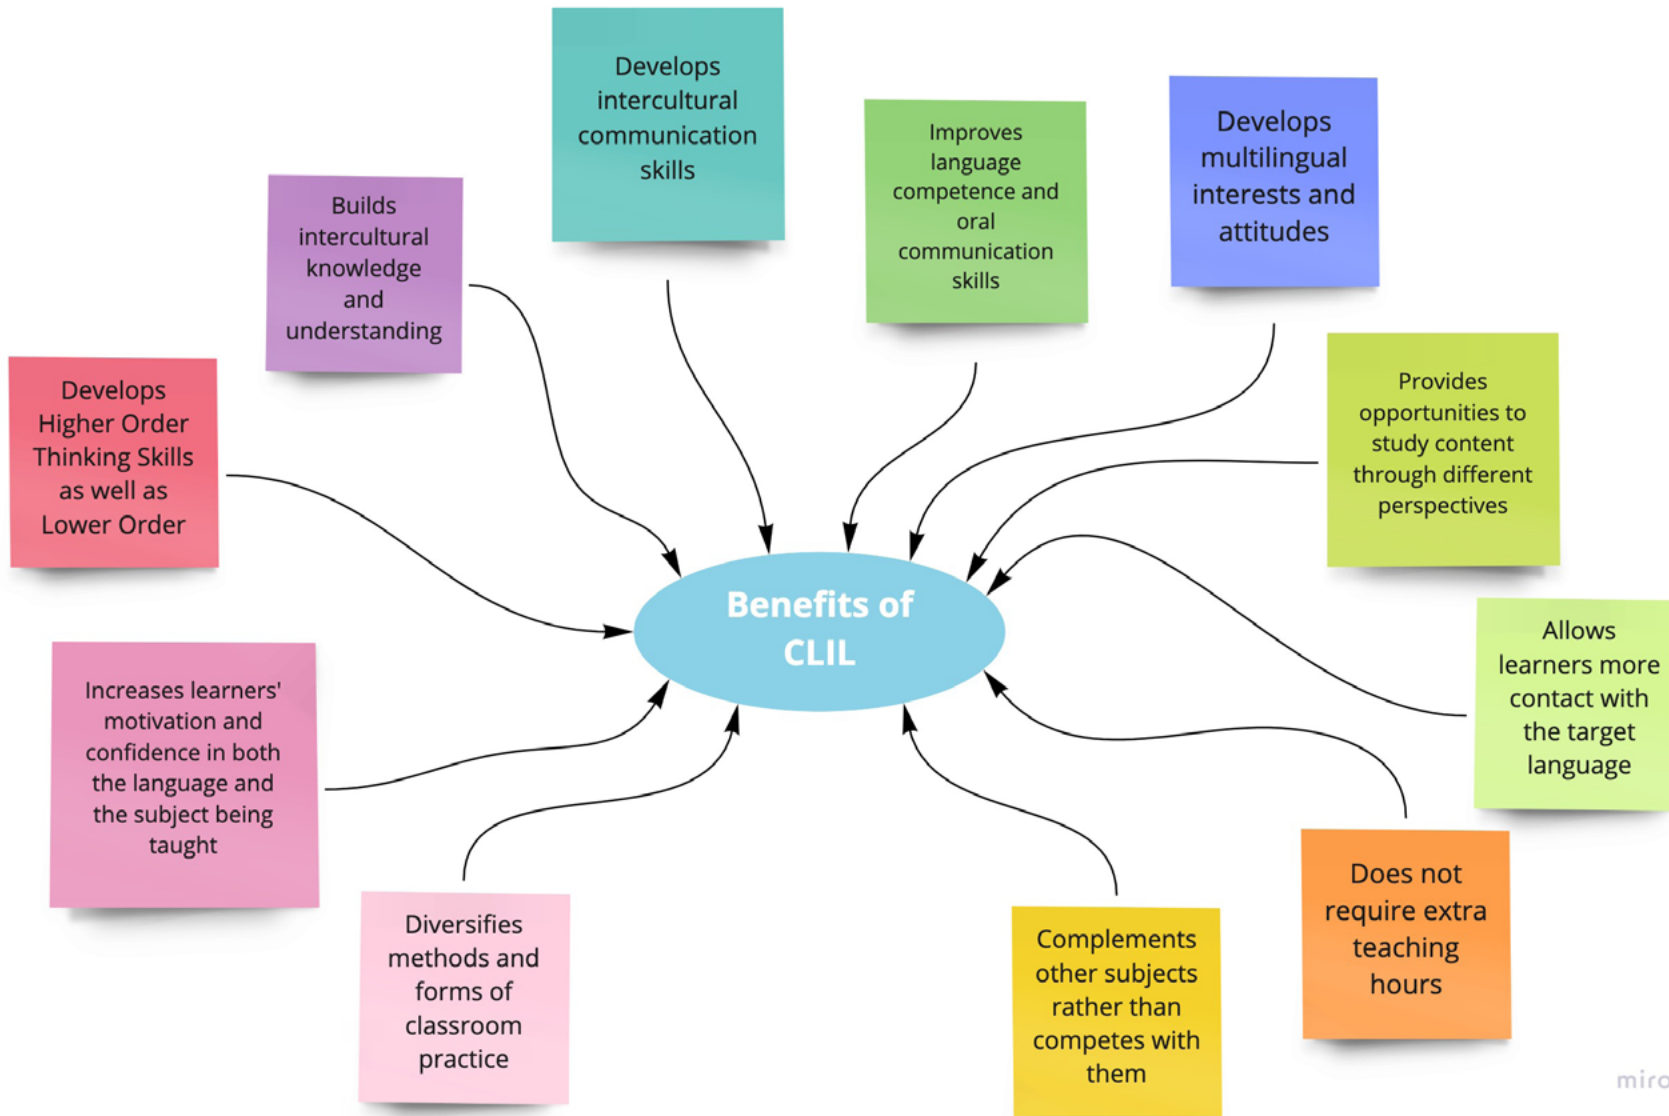 Develops
intercultural
communication
skills
Improves
language
competence and
oral
communication
skills
Develops
multilingual
interests and
attitudes
Builds
intercultural
knowledge
and
understanding
Develops
Higher Order
Thinking Skills
as well as
Lower Order
Provides
opportunities to
study content
through different
perspectives
Benefits of
CLIL
Allows
learners more
contact with
the target
language
Increases learners'
motivation and
confidence in both
the language and
the subject being
taught
Does not
require extra
teaching
hours
Diversifies
methods and
forms of
classroom
practice
Complements
other subjects
rather than
competes with
them
miro